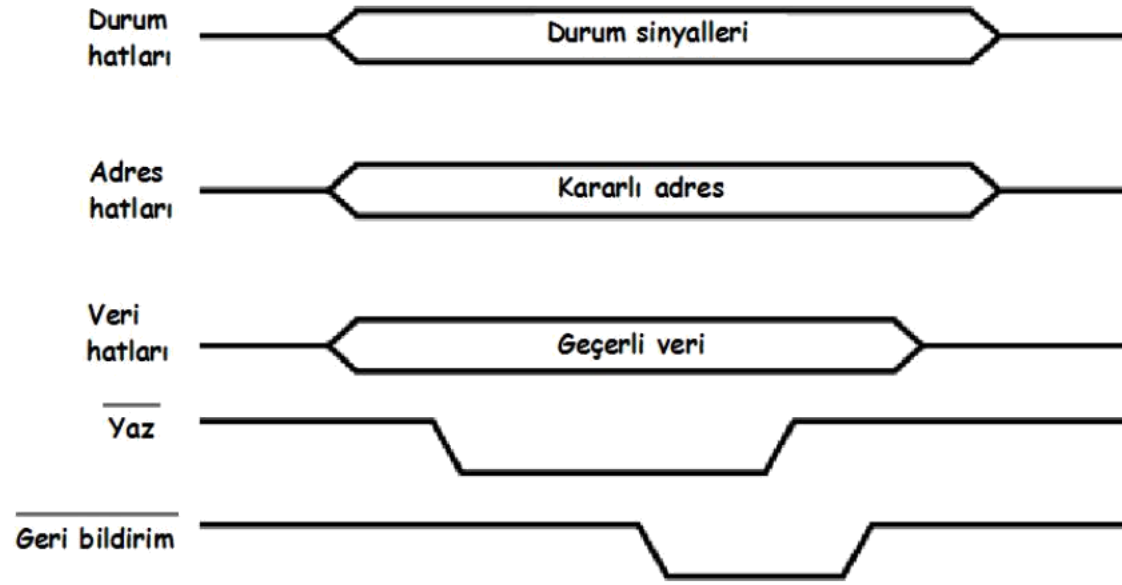 Durum
hatları
Durum sinyalleri
Adres
hatları
Kararlı adres
Veri
hatları
Geçerli veri
Yaz
Geri bildirim